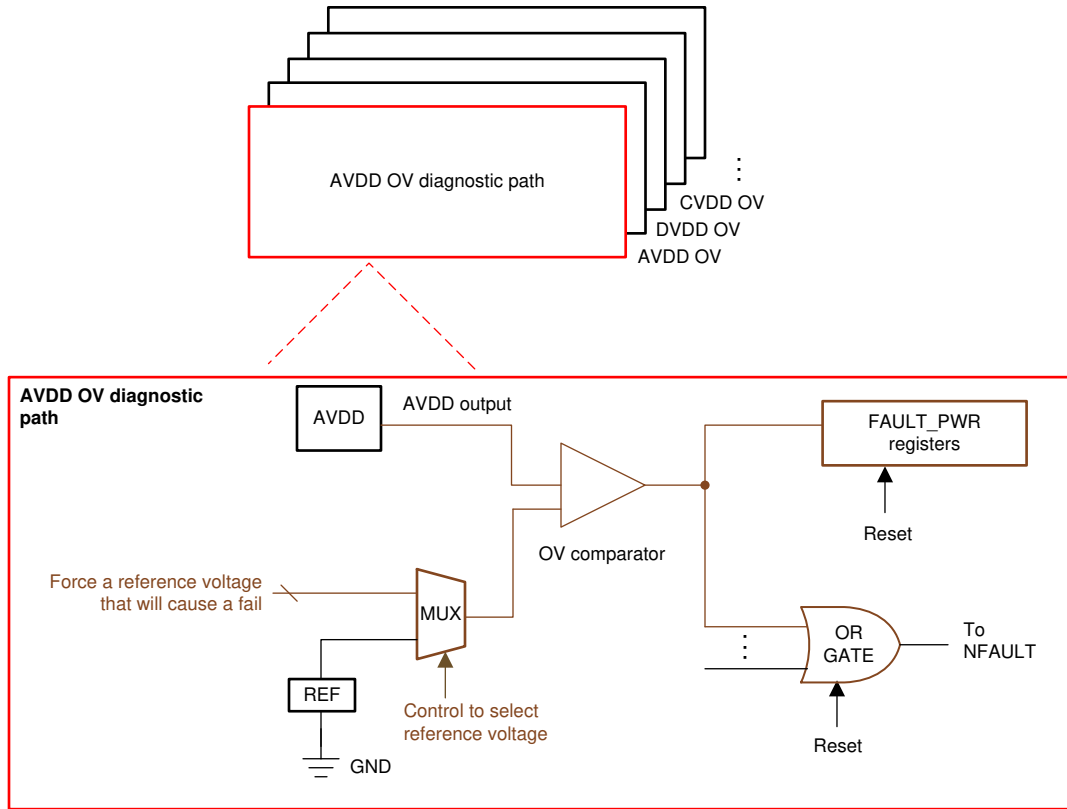 AVDD OV diagnostic path
CVDD OV
DVDD OV
AVDD OV
AVDD OV diagnostic
path
AVDD
AVDD output
FAULT_PWR
registers
Reset
OV comparator
Force a reference voltage
that will cause a fail
MUX
OR
GATE
To
NFAULT
REF
Control to select
reference voltage
Reset
GND